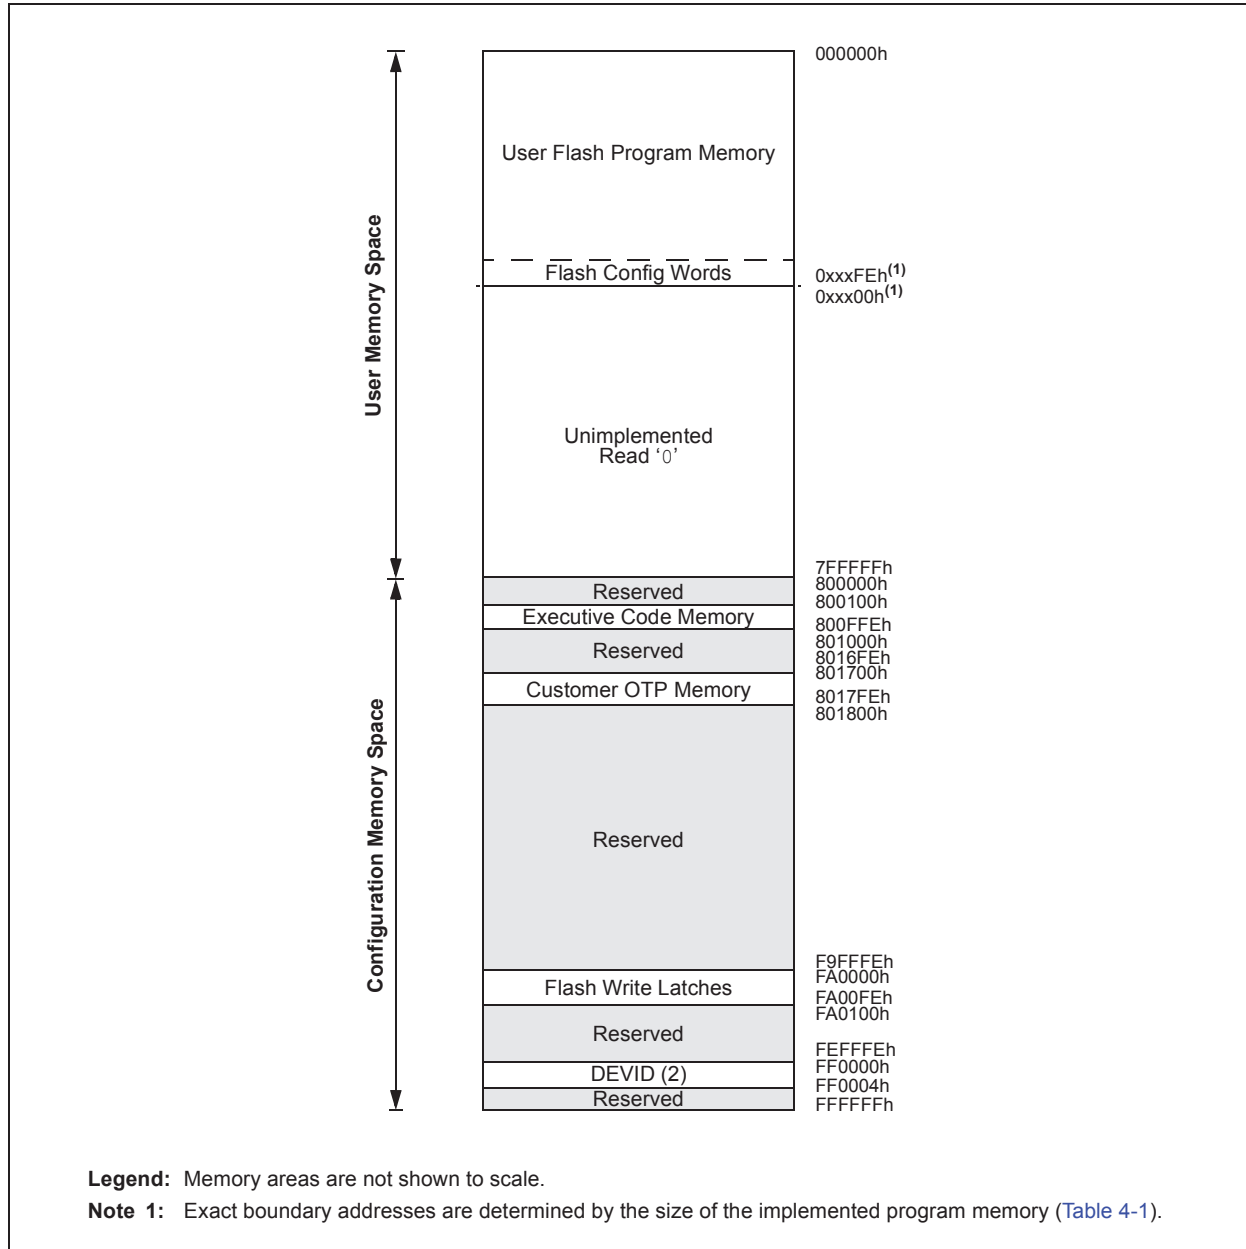 000000h
User Flash Program Memory
User Memory Space
Flash Config Words
0xxxFEh(1)
0xxx00h(1)
Unimplemented
Read ‘0’
7FFFFFh
800000h
Reserved
800100h
Executive Code Memory
800FFEh
801000h
Reserved
8016FEh
801700h
Customer OTP Memory
8017FEh
801800h
Configuration Memory Space
Reserved
F9FFFEh
FA0000h
Flash Write Latches
FA00FEh
FA0100h
Reserved
FEFFFEh
FF0000h
DEVID (2)
FF0004h
Reserved
FFFFFFh
Legend: Memory areas are not shown to scale.
Note 1: Exact boundary addresses are determined by the size of the implemented program memory (Table 4-1).